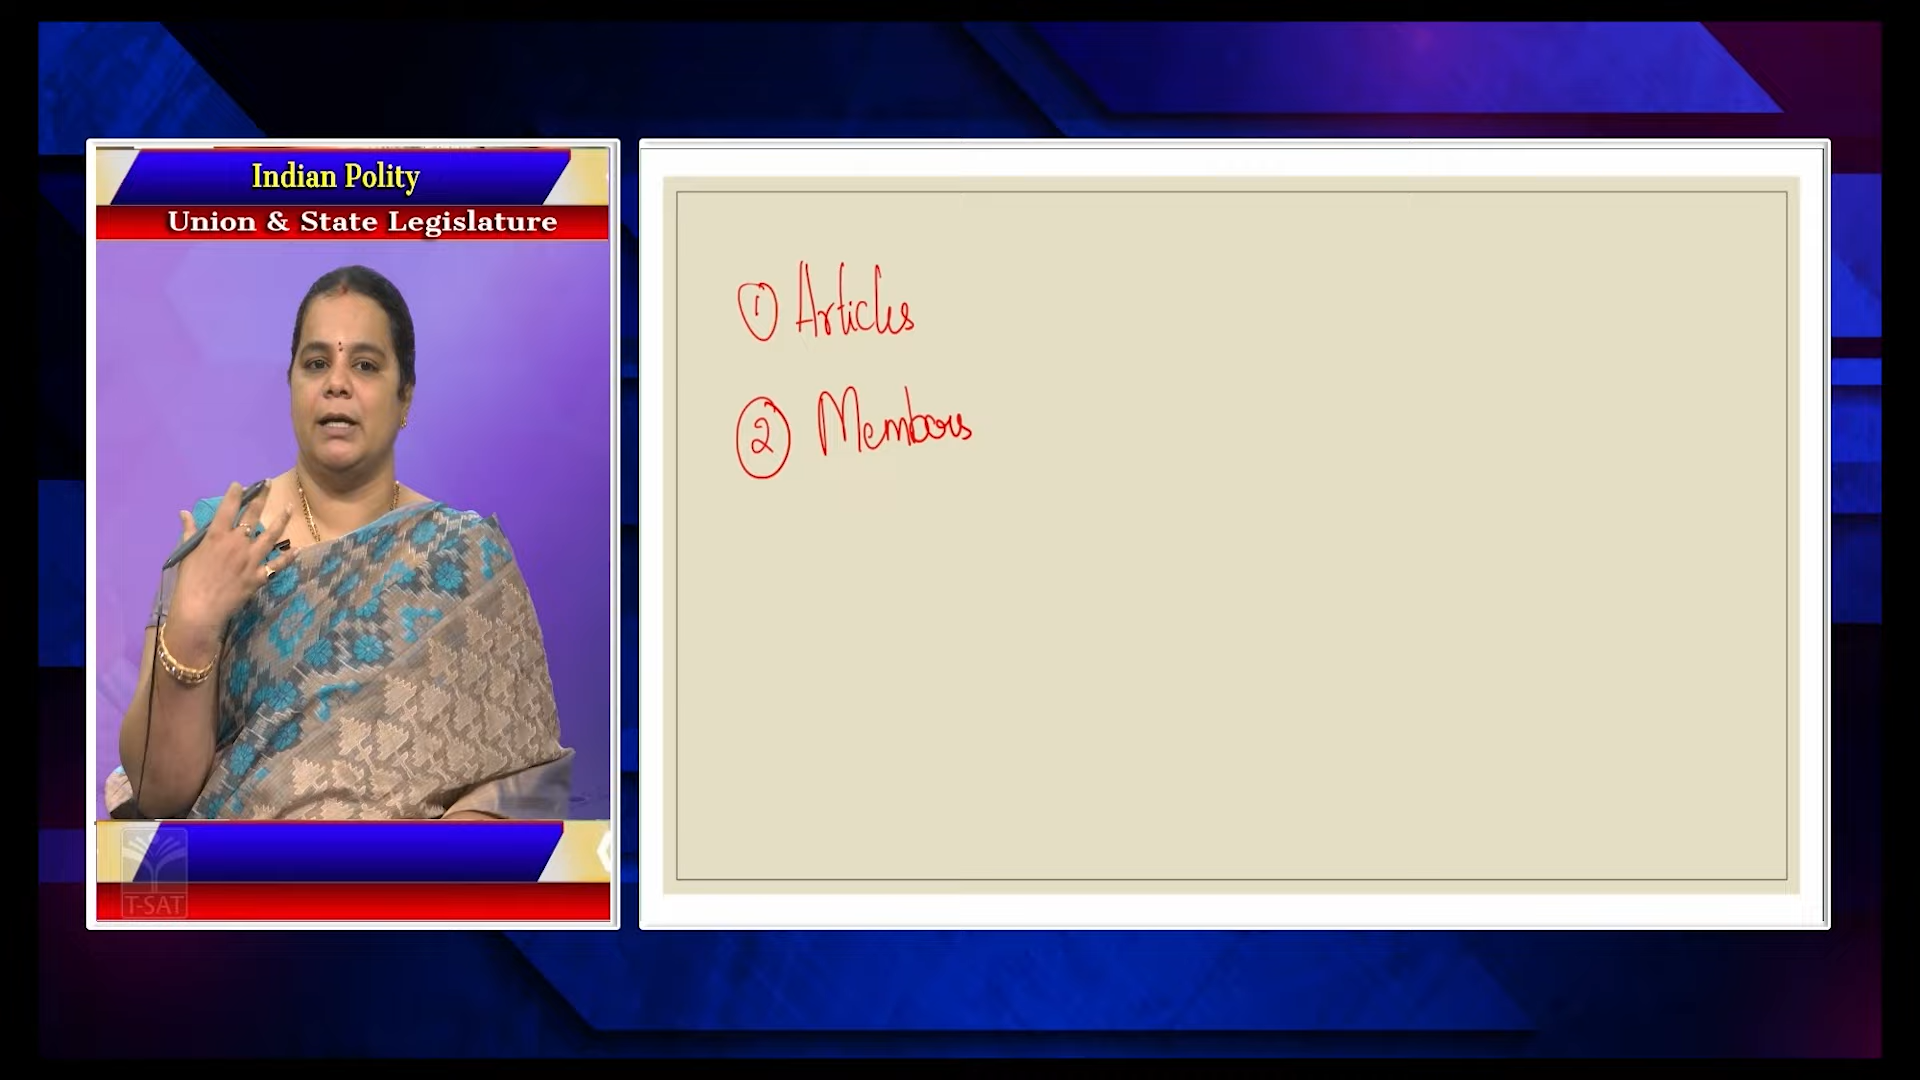 Indian Polity
Union & State Legislature
① Articles
② Members
T-SAT